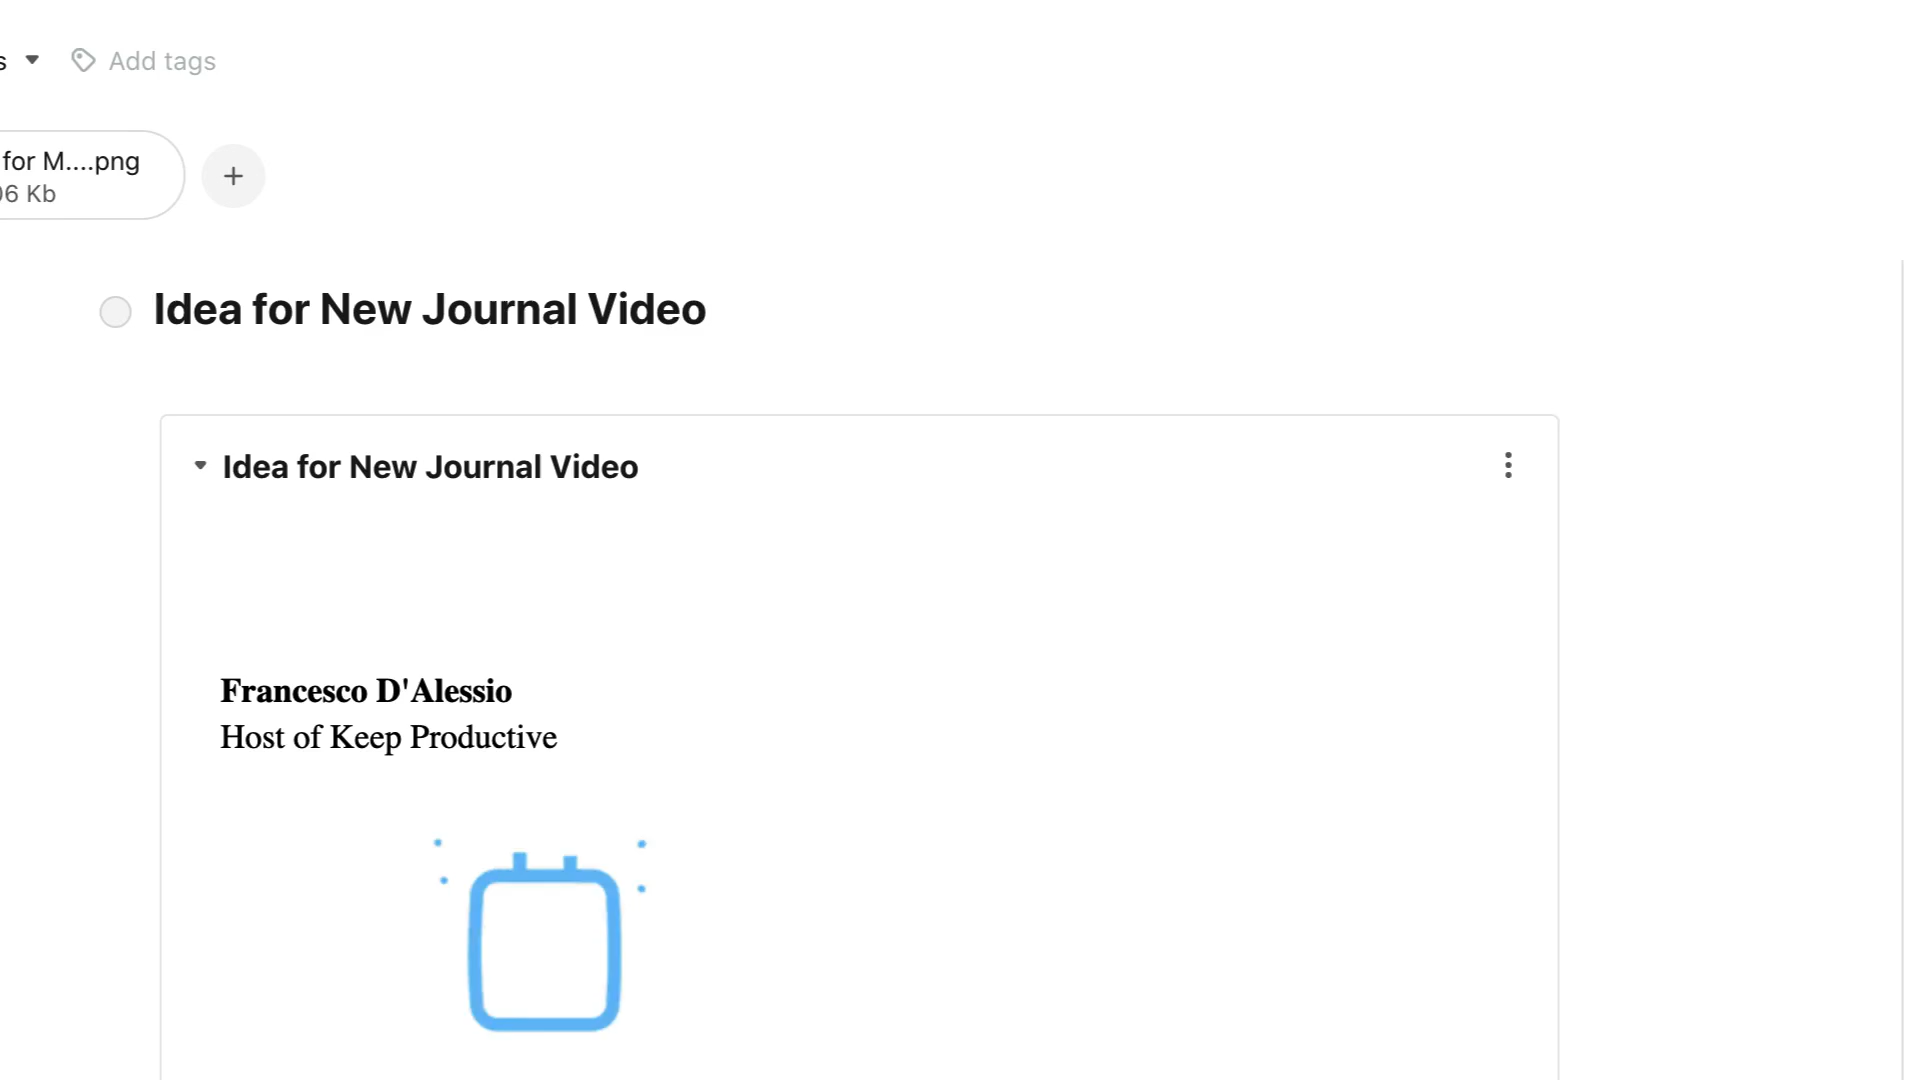 s Add tags
for M....png
06 Kb
Idea for New Journal Video
Idea for New Journal Video
Francesco D'Alessio
Host of Keep Productive